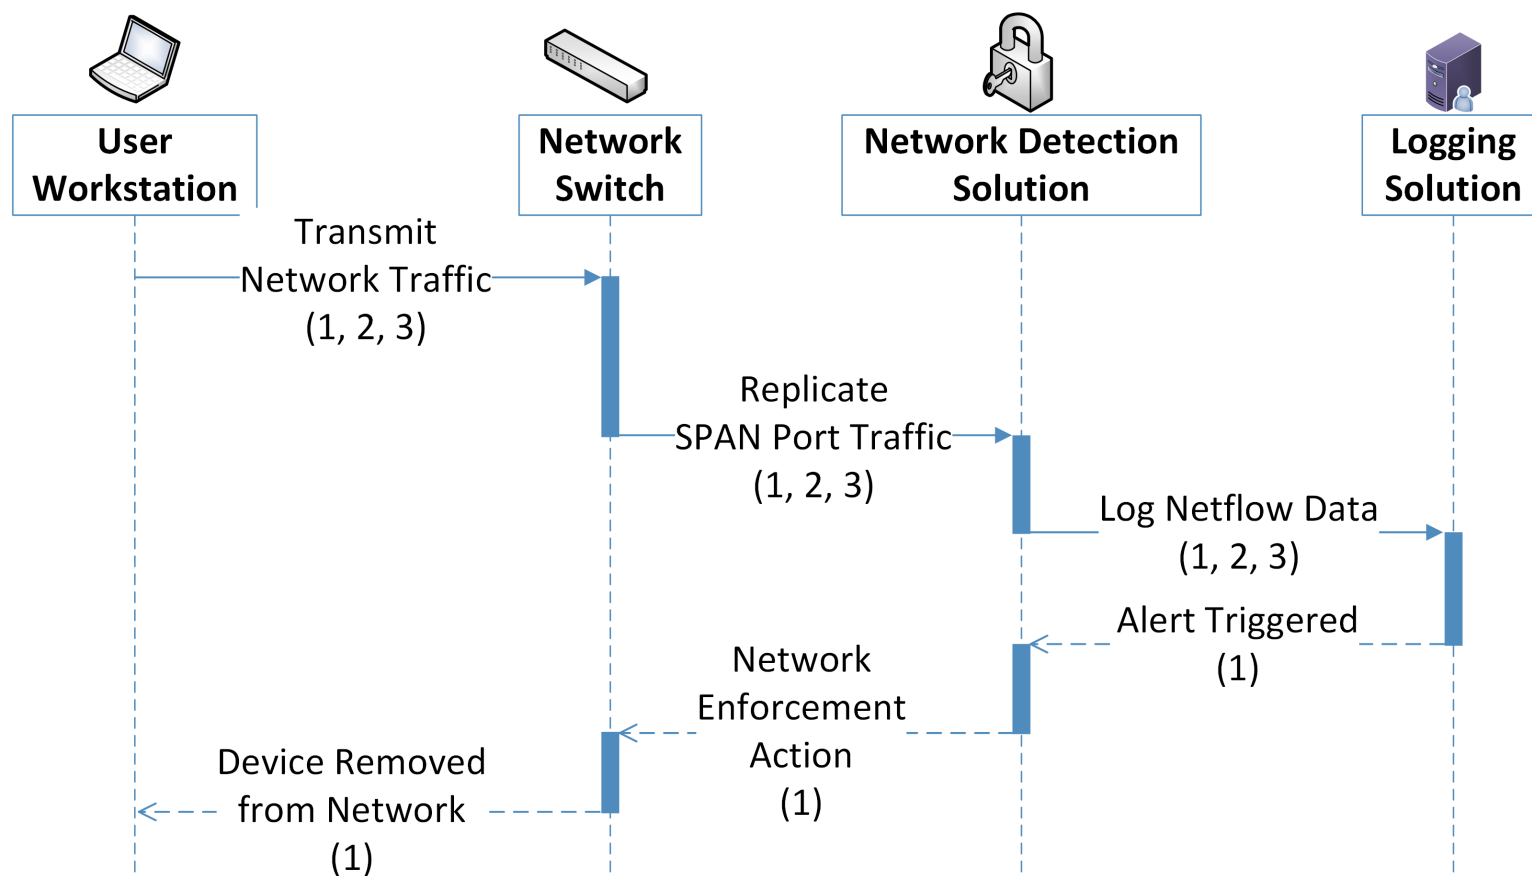 User
Workstation
Network
Switch
Network Detection
Solution
Logging
Solution
Transmit
Network Traffic
(1, 2, 3)
Replicate
SPAN Port Traffic
(1, 2, 3)
Log Netflow Data
(1, 2, 3)
Alert Triggered
(1)
Network
Enforcement
Action
(1)
Device Removed
from Network
(1)